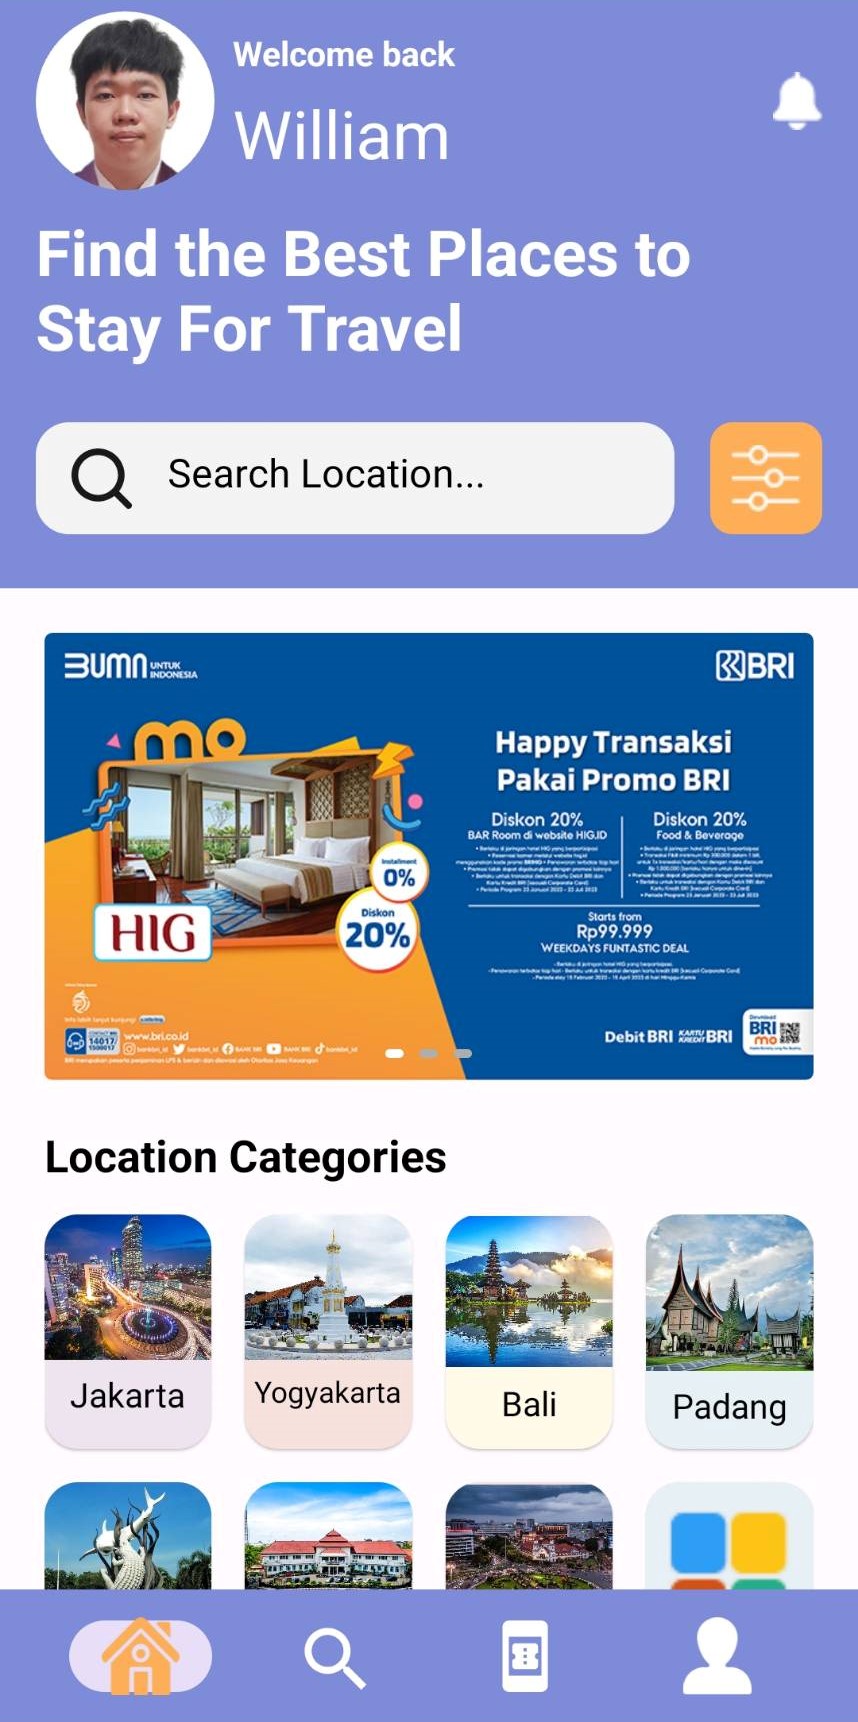 Welcome back
William
Find the Best Places to
Stay For Travel
Search Location...
BUMN UNTUK
INDONESIA
BRI
mo
Happy Transaksi
Pakai Promo BRI
Diskon 20%
BAR Room di website HIG.ID
Diskon 20%
Food & Beverage
Installment
0%
Diskon
20%
HIG
Starts from
Rp99.999
WEEKDAYS FUNTASTIC DEAL
www.bri.co.id
14017
Debit BRI KARTU KREDIT BRI
Download
BRI
mo
Location Categories
Jakarta
Yogyakarta
Bali
Padang